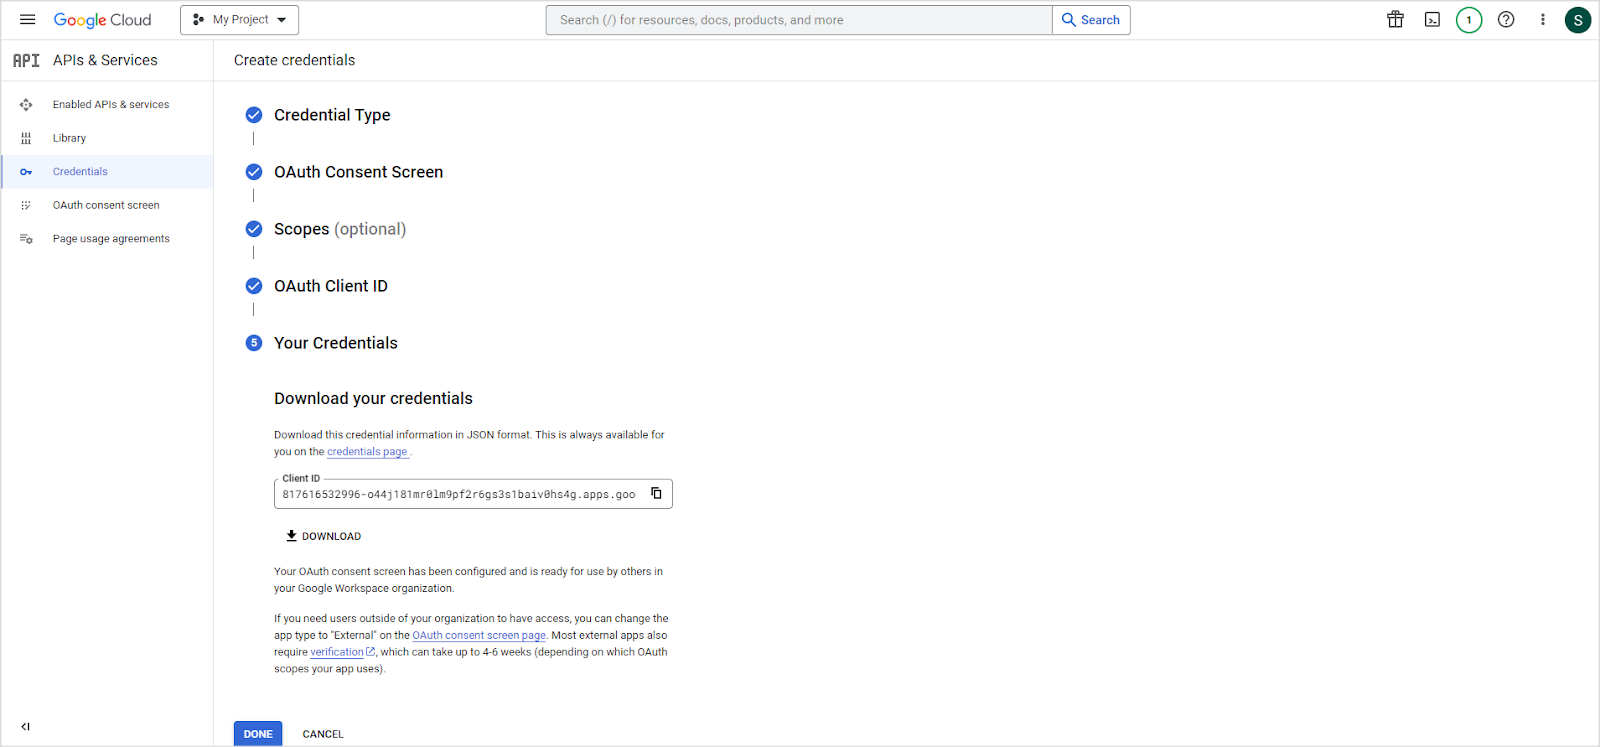 Google Cloud
My Project
Search (/) for resources, docs, products, and more
Search
1
S
API
APIs & Services
Create credentials
Enabled APIs & services
Library
Credentials
OAuth consent screen
Page usage agreements
Credential Type
OAuth Consent Screen
Scopes (optional)
OAuth Client ID
5
Your Credentials
Download your credentials
Download this credential information in JSON format. This is always available for
you on the credentials page .
Client ID
817616532996-o44j181mr0lm9pf2r6gs3s1baiv0hs4g.apps.goo
DOWNLOAD
Your OAuth consent screen has been configured and is ready for use by others in
your Google Workspace organization.
If you need users outside of your organization to have access, you can change the
app type to "External" on the OAuth consent screen page. Most external apps also
require verification, which can take up to 4-6 weeks (depending on which OAuth
scopes your app uses).
DONE
CANCEL